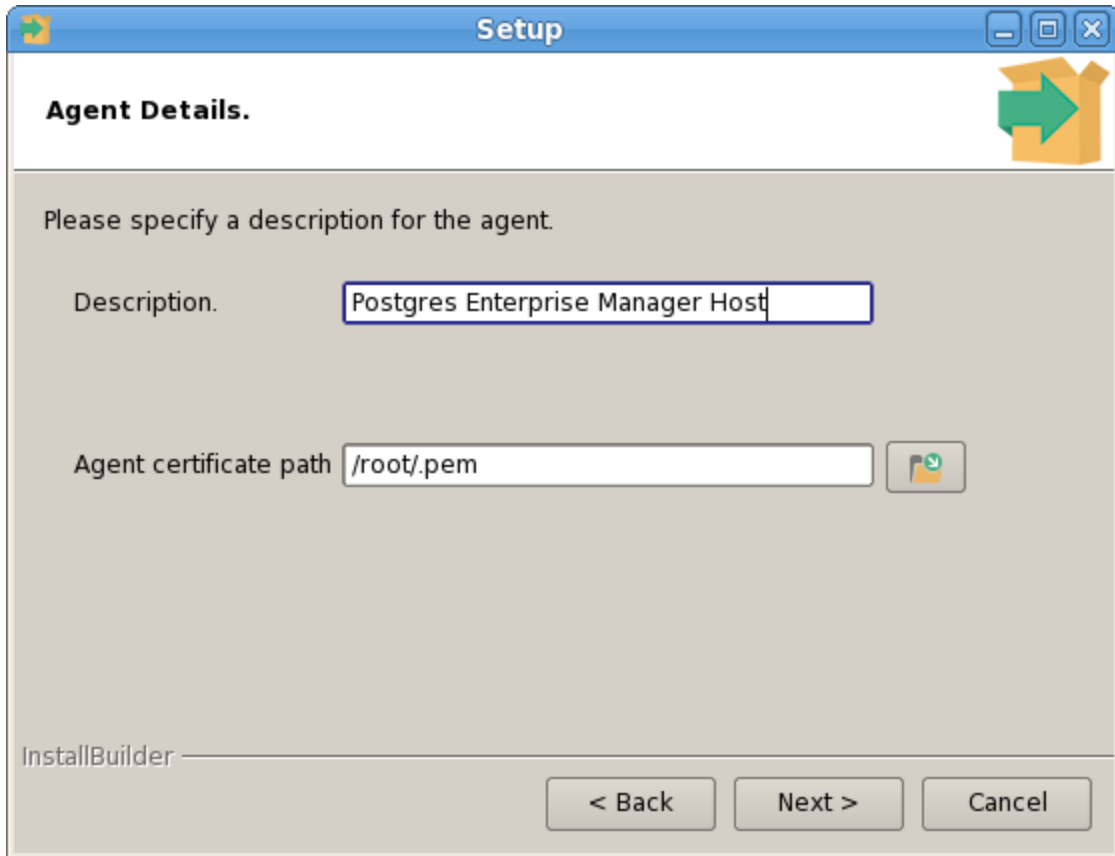 Setup
Agent Details.
Please specify a description for the agent.
Description. Postgres Enterprise Manager Host
Agent certificate path /root/.pem
InstallBuilder
< Back Next > Cancel